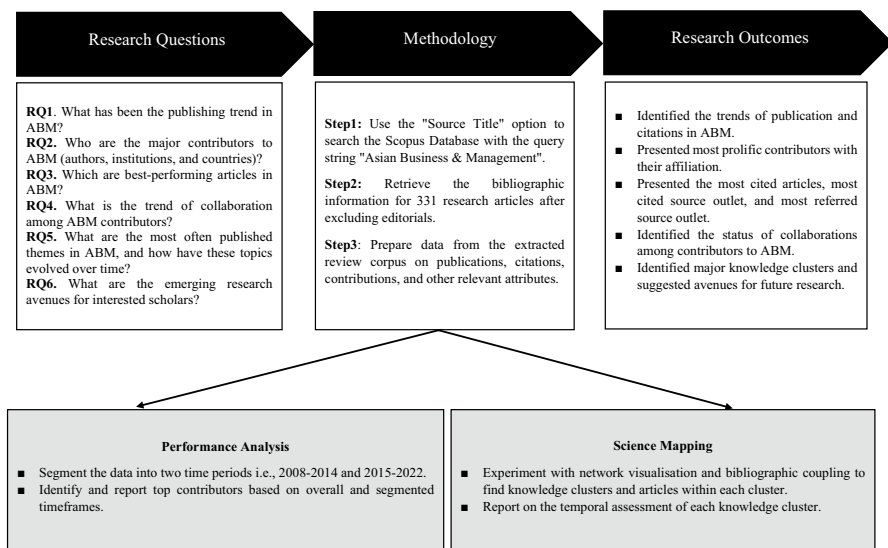 Research Questions
Methodology
Research Outcomes
RQ1. What has been the publishing trend in
ABM?
RQ2. Who are the major contributors to
ABM (authors, institutions, and countries)?
RQ3. Which are best-performing articles in
ABM?
RQ4. What is the trend of collaboration
among ABM contributors?
RQ5. What are the most often published
themes in ABM, and how have these topics
evolved over time?
RQ6. What are the emerging research
avenues for interested scholars?
Step1: Use the "Source Title" option to
search the Scopus Database with the query
string "Asian Business & Management".
Step2: Retrieve the bibliographic
information for 331 research articles after
excluding editorials.
Step3: Prepare data from the extracted
review corpus on publications, citations,
contributions, and other relevant attributes.
■ Identified the trends of publication and
citations in ABM.
■ Presented most prolific contributors with
their affiliation.
■ Presented the most cited articles, most
cited source outlet, and most referred
source outlet.
■ Identified the status of collaborations
among contributors to ABM.
■ Identified major knowledge clusters and
suggested avenues for future research.
Performance Analysis
■ Segment the data into two time periods i.e., 2008-2014 and 2015-2022.
■ Identify and report top contributors based on overall and segmented
timeframes.
Science Mapping
■ Experiment with network visualisation and bibliographic coupling to
find knowledge clusters and articles within each cluster.
■ Report on the temporal assessment of each knowledge cluster.